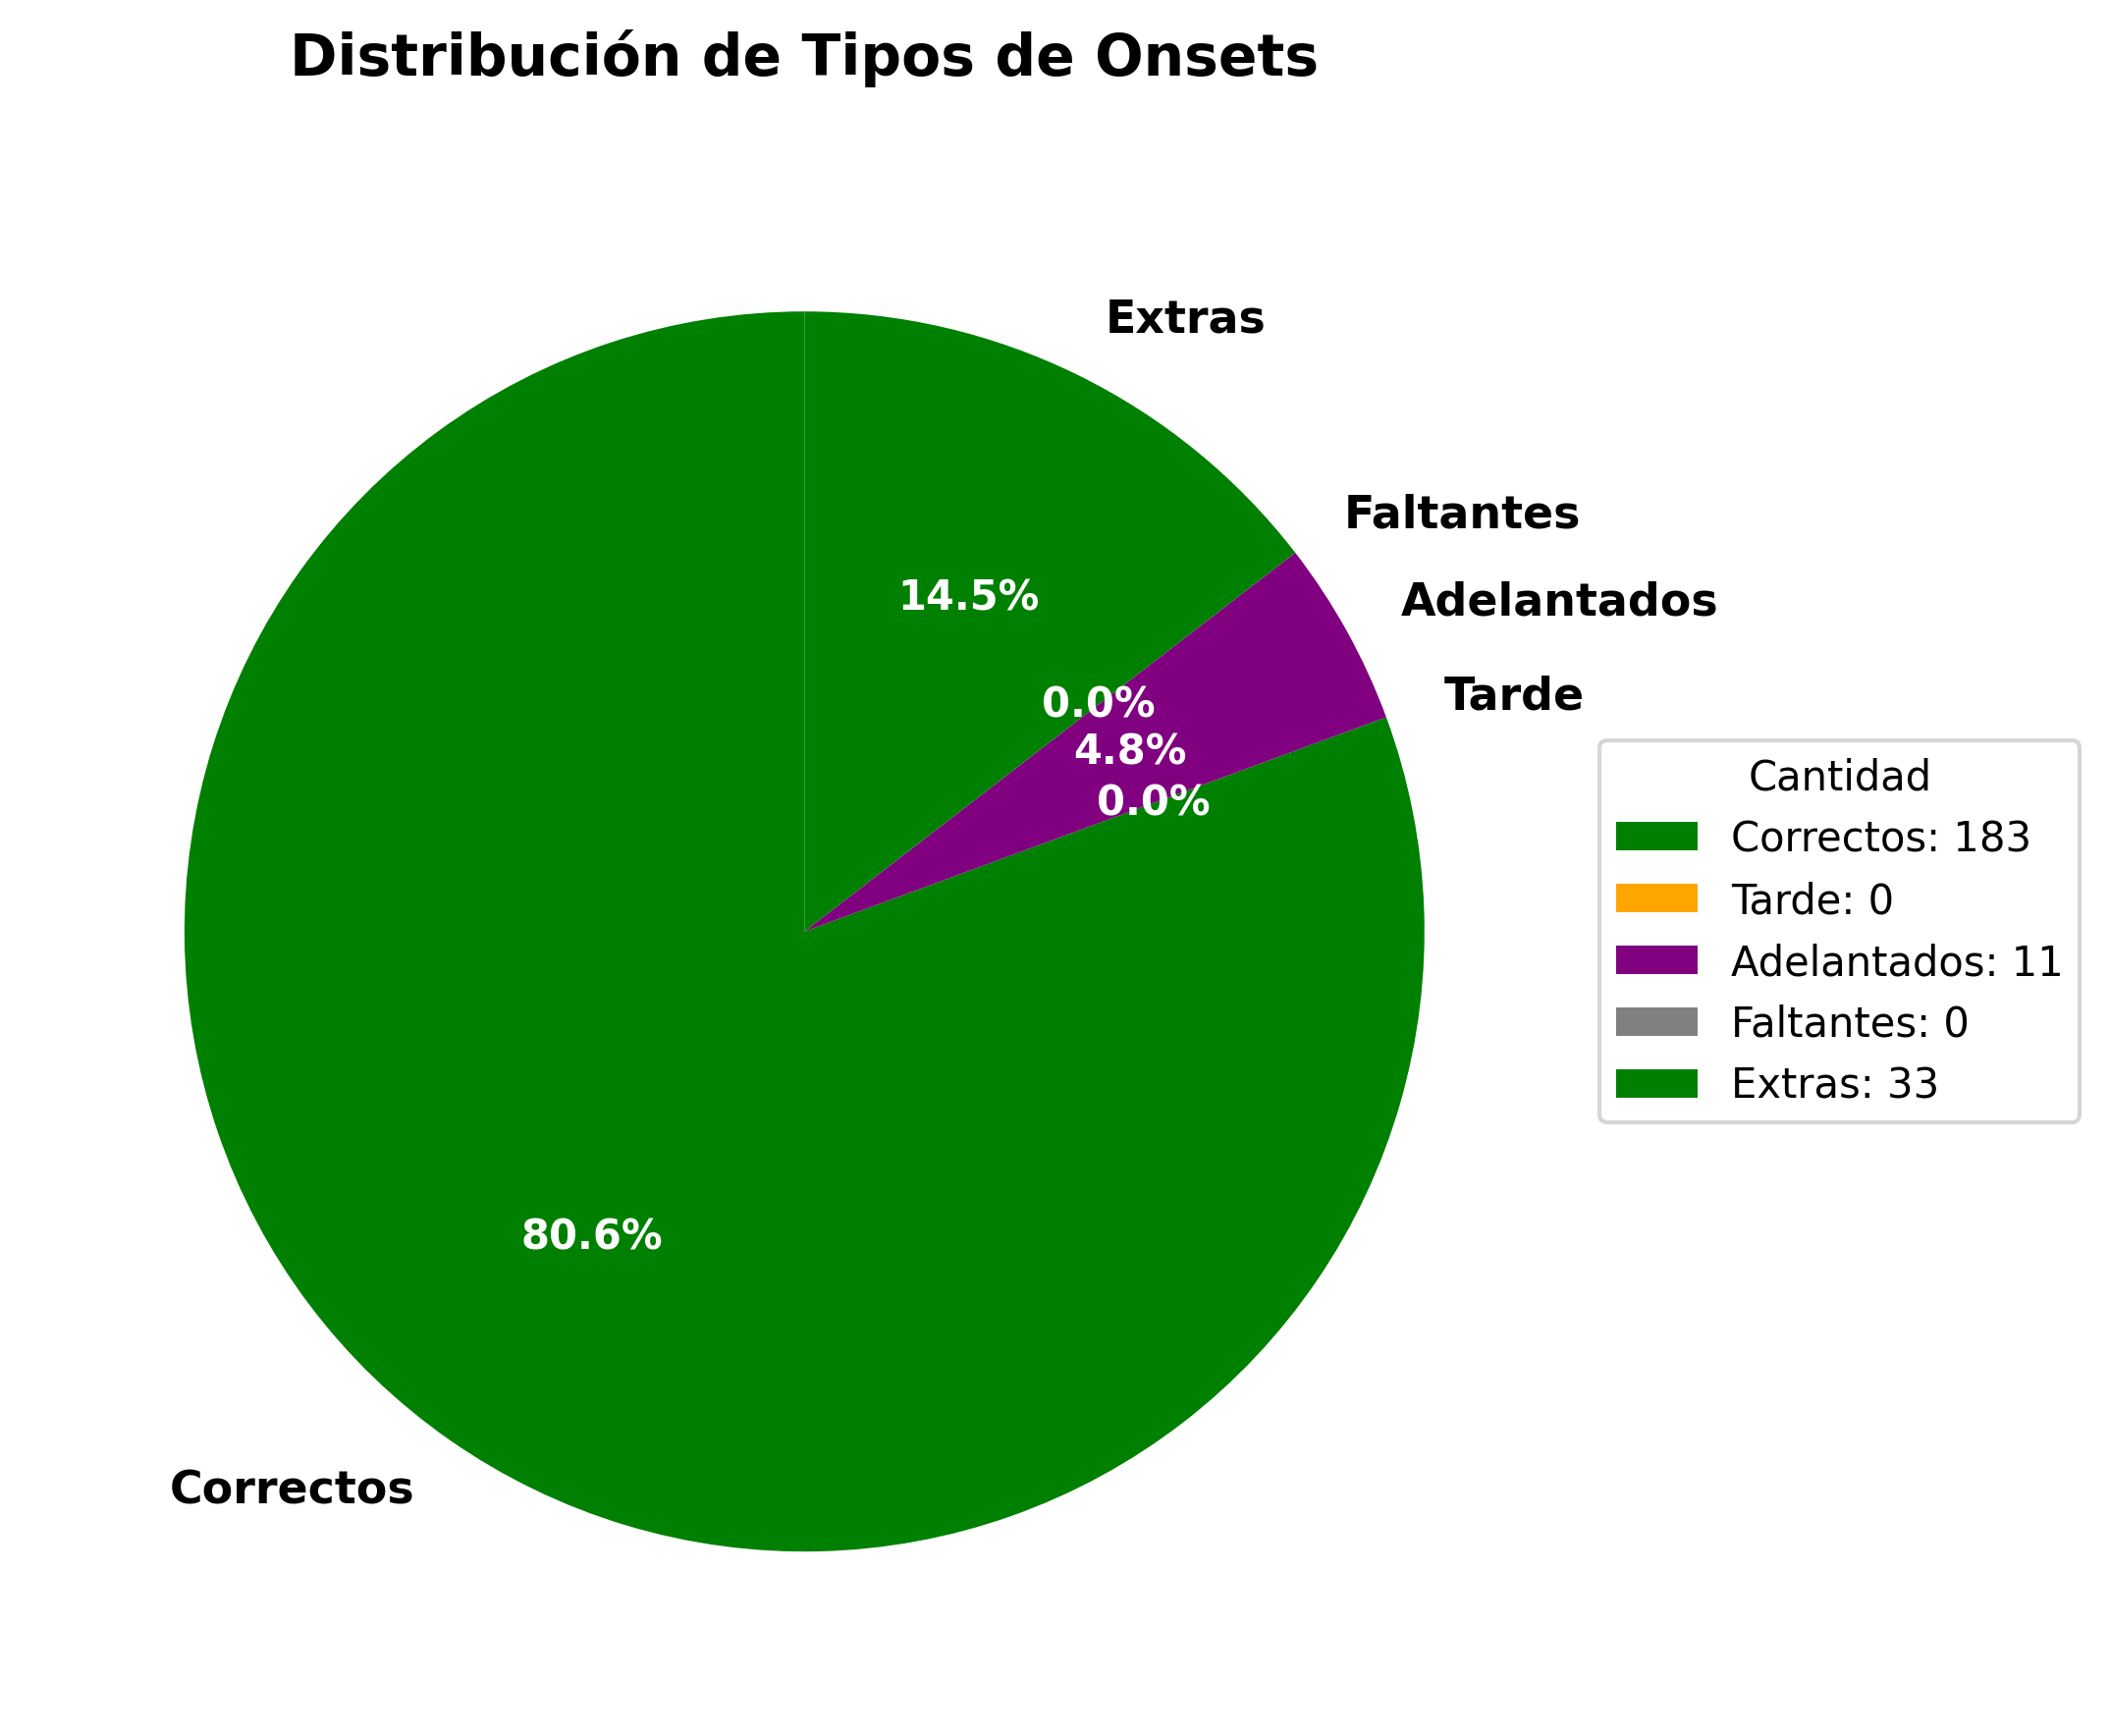 Distribución de Tipos de Onsets
Extras
Faltantes
Adelantados
Tarde
Correctos
14.5%
0.0%
4.8%
0.0%
80.6%
Cantidad
Correctos: 183
Tarde: 0
Adelantados: 11
Faltantes: 0
Extras: 33